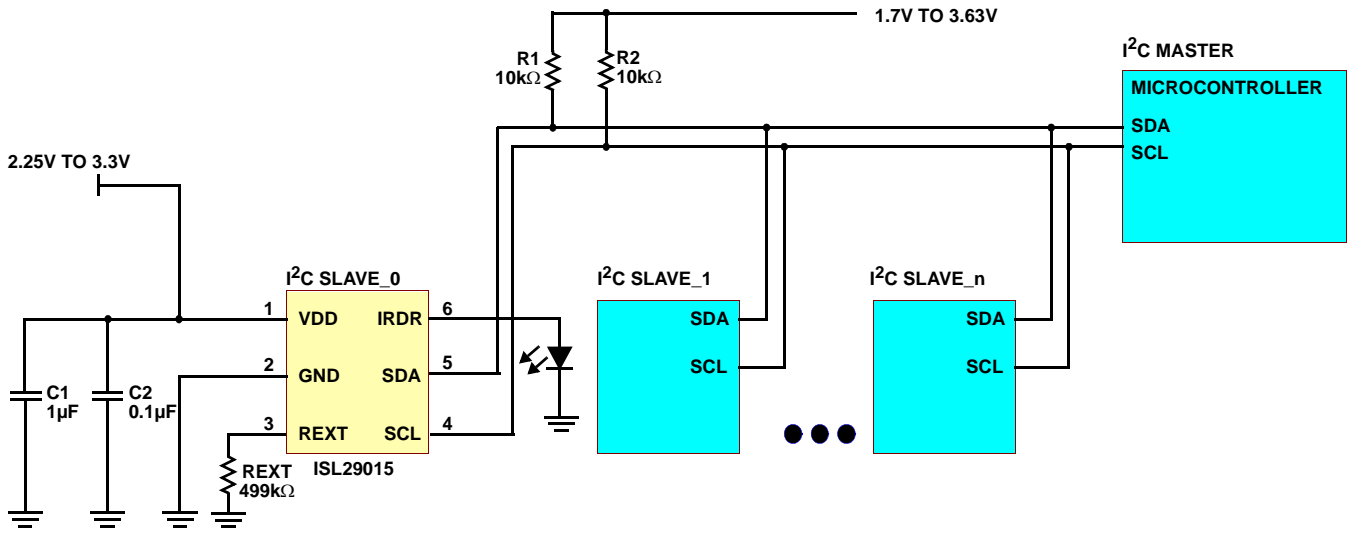 1.7V TO 3.63V
R1
10kΩ
R2
10kΩ
I²C MASTER
MICROCONTROLLER
SDA
SCL
2.25V TO 3.3V
I²C SLAVE_0
1
VDD
IRDR
6
2
GND
SDA
5
3
REXT
SCL
4
ISL29015
C1
1µF
C2
0.1µF
REXT
499kΩ
I²C SLAVE_1
SDA
SCL
I²C SLAVE_n
SDA
SCL